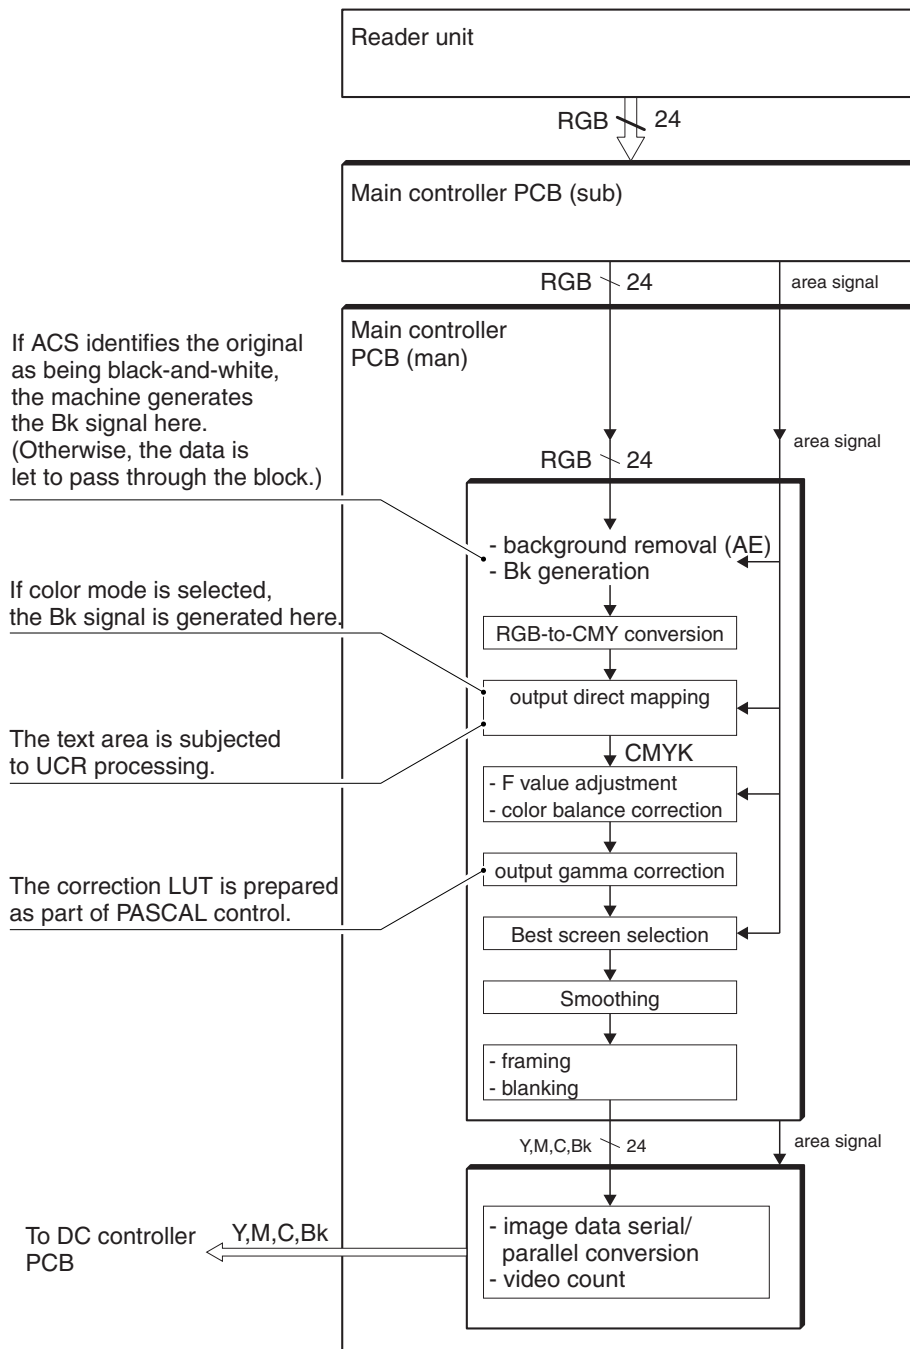 Reader unit
RGB 24
Main controller PCB (sub)
RGB 24
area signal
Main controller
PCB (man)
If ACS identifies the original
as being black-and-white,
the machine generates
the Bk signal here.
(Otherwise, the data is
let to pass through the block.)
area signal
RGB 24
- background removal (AE)
- Bk generation
If color mode is selected,
the Bk signal is generated here.
RGB-to-CMY conversion
output direct mapping
The text area is subjected
to UCR processing.
CMYK
- F value adjustment
- color balance correction
The correction LUT is prepared
as part of PASCAL control.
output gamma correction
Best screen selection
Smoothing
- framing
- blanking
Y,M,C,Bk 24
area signal
- image data serial/
parallel conversion
- video count
To DC controller
PCB
Y,M,C,Bk